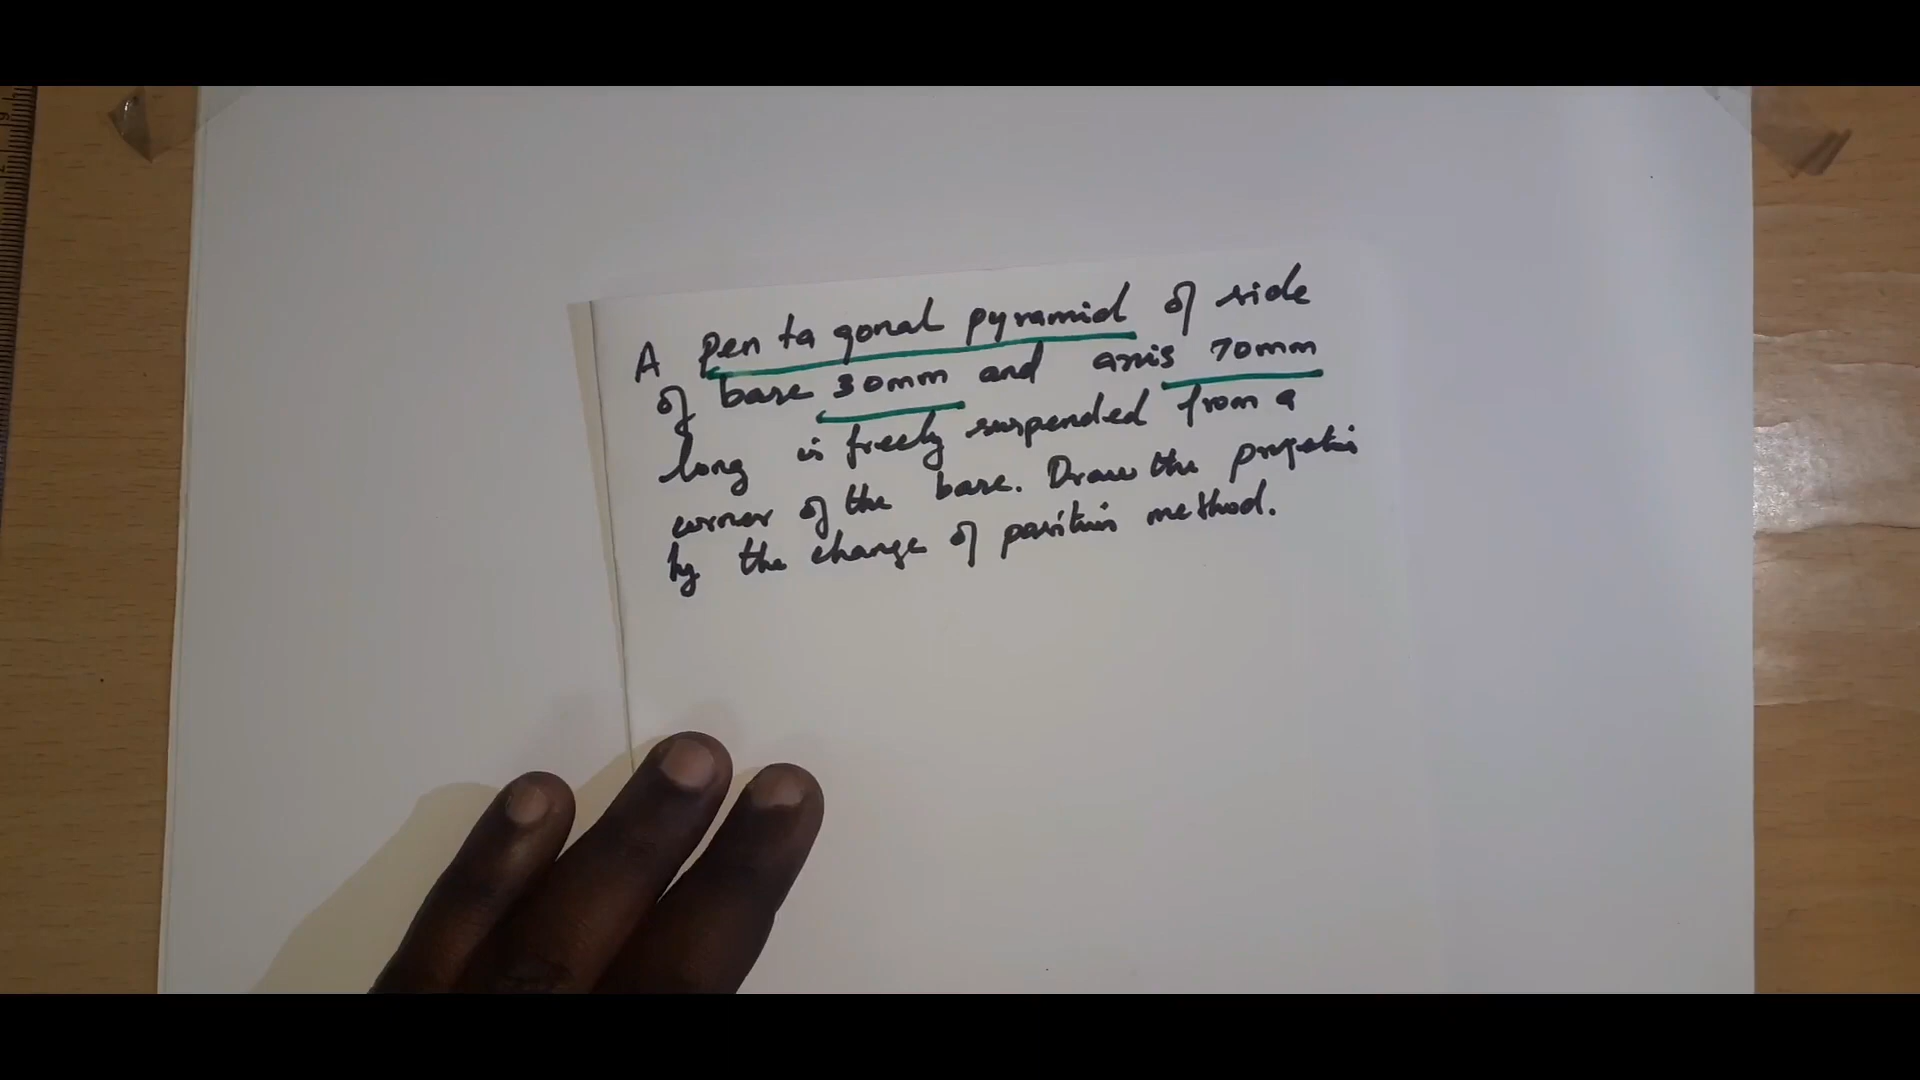 A pentagonal pyramid of side
of base 30mm and axis 70mm
long is freely suspended from a
corner of the base. Draw the projection
by the change of position method.